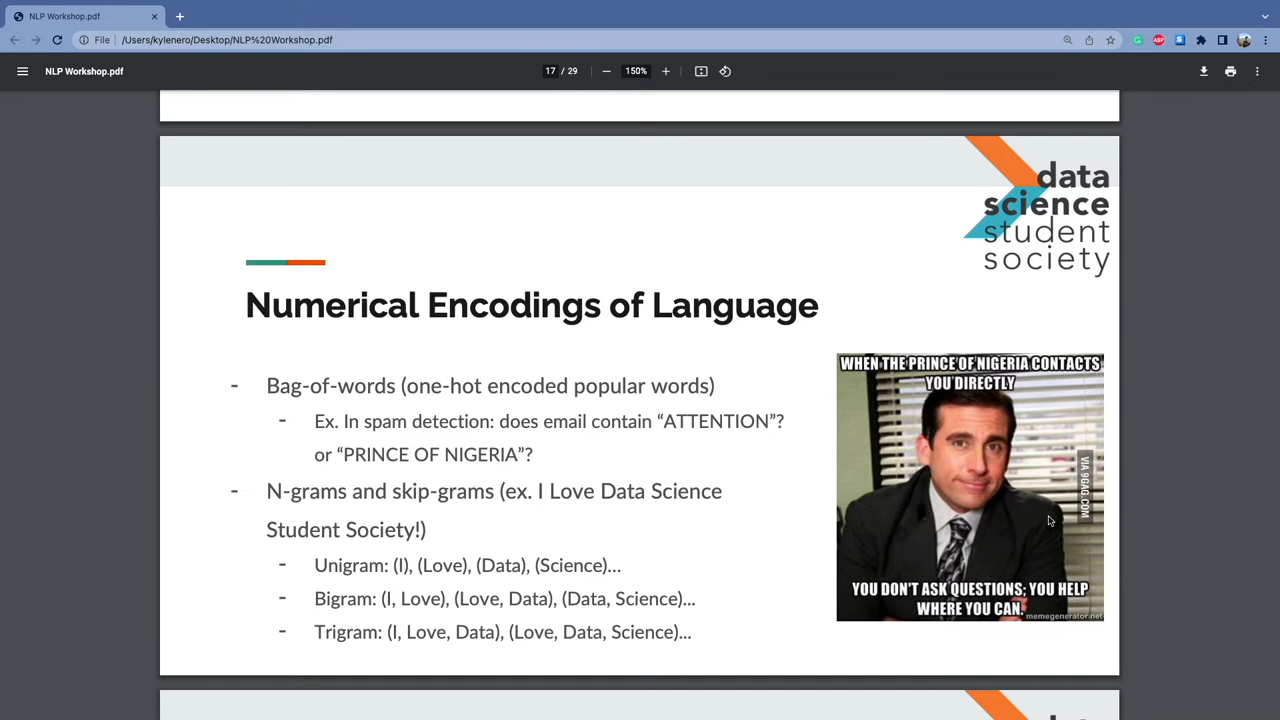 NLP Workshop.pdf
File
/Users/kylenero/Desktop/NLP%20Workshop.pdf
ABP
S
NLP Workshop.pdf
17 / 29
150%
data
science
student
society
Numerical Encodings of Language
- Bag-of-words (one-hot encoded popular words)
- Ex. In spam detection: does email contain “ATTENTION”?
or “PRINCE OF NIGERIA”?
- N-grams and skip-grams (ex. I Love Data Science
Student Society!)
- Unigram: (I), (Love), (Data), (Science)...
- Bigram: (I, Love), (Love, Data), (Data, Science)...
- Trigram: (I, Love, Data), (Love, Data, Science)...
WHEN THE PRINCE OF NIGERIA CONTACTS
YOU DIRECTLY
VIA 9GAG.COM
YOU DON'T ASK QUESTIONS; YOU HELP
WHERE YOU CAN.
memegenerator.net